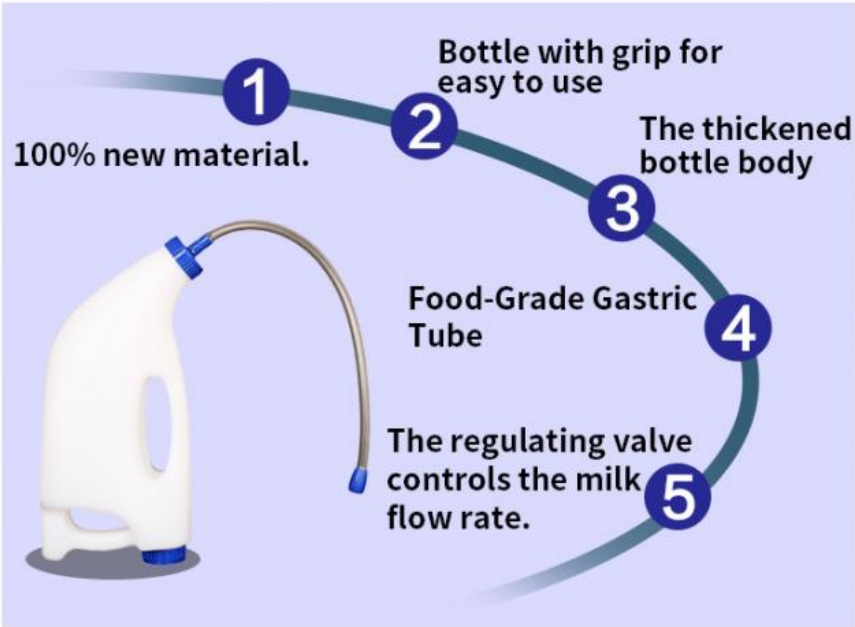 1
100% new material.
2
Bottle with grip for
easy to use
3
The thickened
bottle body
4
Food-Grade Gastric
Tube
5
The regulating valve
controls the milk
flow rate.